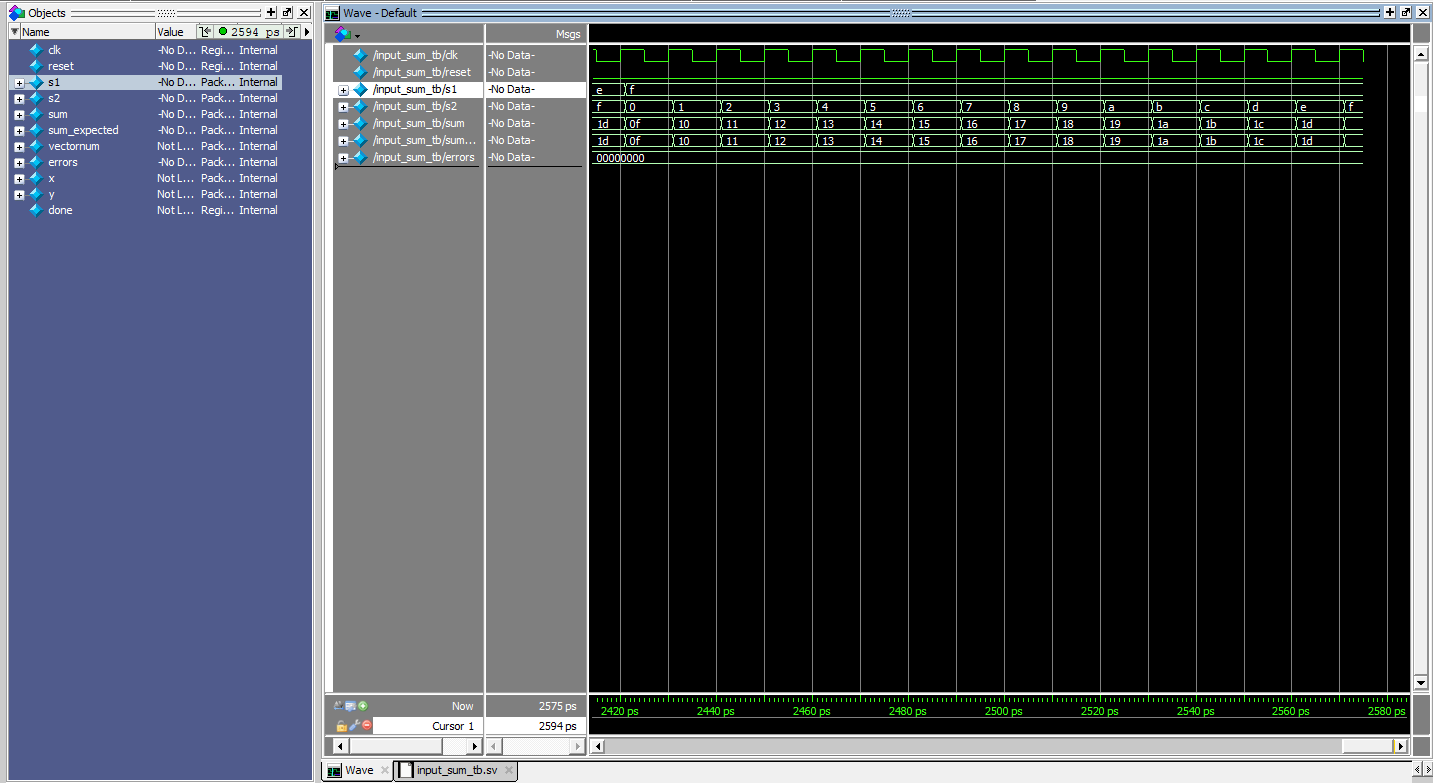 Objects
Name Value 2594 ps
clk -No D... Regi... Internal
reset -No D... Regi... Internal
s1 -No D... Pack... Internal
s2 -No D... Pack... Internal
sum -No D... Pack... Internal
sum_expected -No D... Pack... Internal
vectornum Not L... Pack... Internal
errors -No D... Pack... Internal
x Not L... Pack... Internal
y Not L... Pack... Internal
done Not L... Regi... Internal
Wave - Default
Msgs
/input_sum_tb/clk -No Data-
/input_sum_tb/reset -No Data-
/input_sum_tb/s1 -No Data- e f
/input_sum_tb/s2 -No Data- f 0 1 2 3 4 5 6 7 8 9 a b c d e f
/input_sum_tb/sum -No Data- 1d 0f 10 11 12 13 14 15 16 17 18 19 1a 1b 1c 1d
/input_sum_tb/sum... -No Data- 1d 0f 10 11 12 13 14 15 16 17 18 19 1a 1b 1c 1d
/input_sum_tb/errors -No Data- 00000000
Now 2575 ps
2420 ps 2440 ps 2460 ps 2480 ps 2500 ps 2520 ps 2540 ps 2560 ps 2580 ps
Cursor 1 2594 ps
Wave input_sum_tb.sv